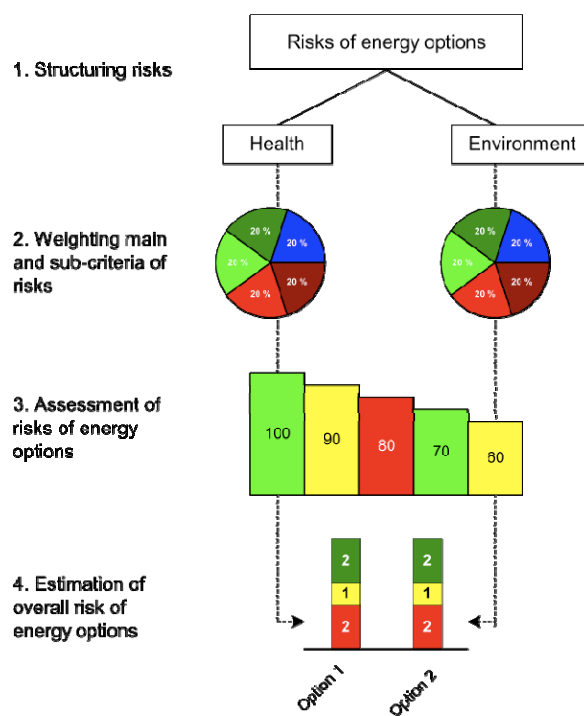 Risks of energy options
1. Structuring risks
Health
Environment
2. Weighting main
and sub-criteria of
risks
20 %
20 %
20 %
20 %
20 %
20 %
20 %
20 %
20 %
20 %
3. Assessment of
risks of energy
options
100
90
80
70
60
4. Estimation of
overall risk of
energy options
2
1
2
2
1
2
Option 1
Option 2